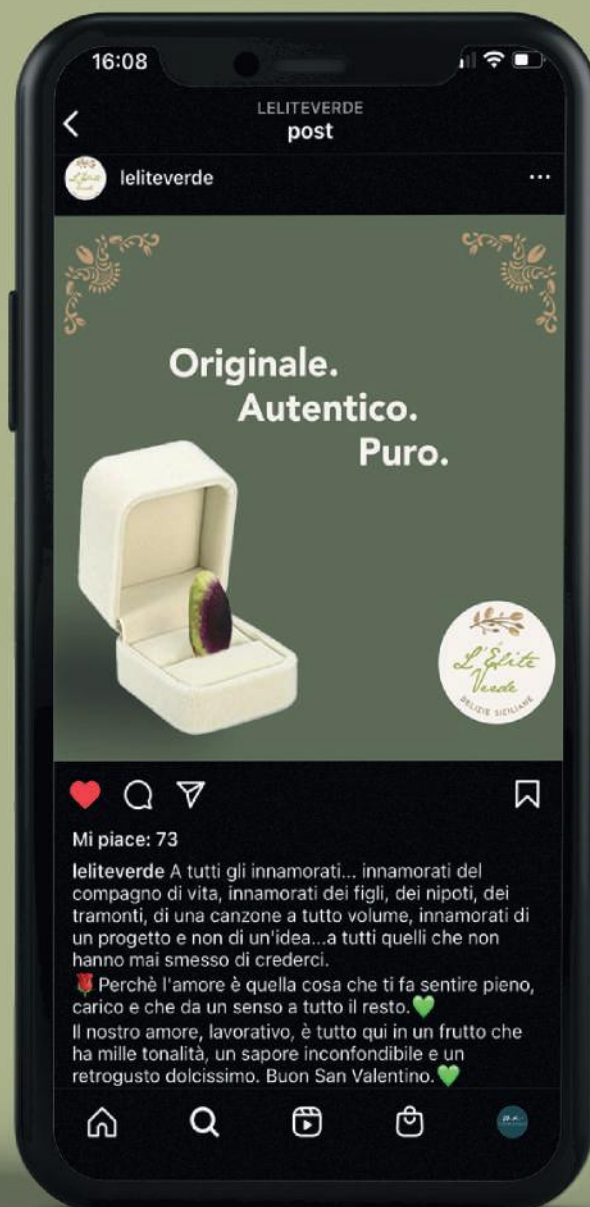 16:08
LELITEVERDE
post
leliteverde
Originale.
Autentico.
Puro.
L'Élite
Verde
DELIZIE SICILIANE
Mi piace: 73
leliteverde A tutti gli innamorati... innamorati del
compagno di vita, innamorati dei figli, dei nipoti, dei
tramonti, di una canzone a tutto volume, innamorati di
un progetto e non di un'idea...a tutti quelli che non
hanno mai smesso di crederci.
🌹Perchè l'amore è quella cosa che ti fa sentire pieno,
carico e che da un senso a tutto il resto.💚
Il nostro amore, lavorativo, è tutto qui in un frutto che
ha mille tonalità, un sapore inconfondibile e un
retrogusto dolcissimo. Buon San Valentino.💚